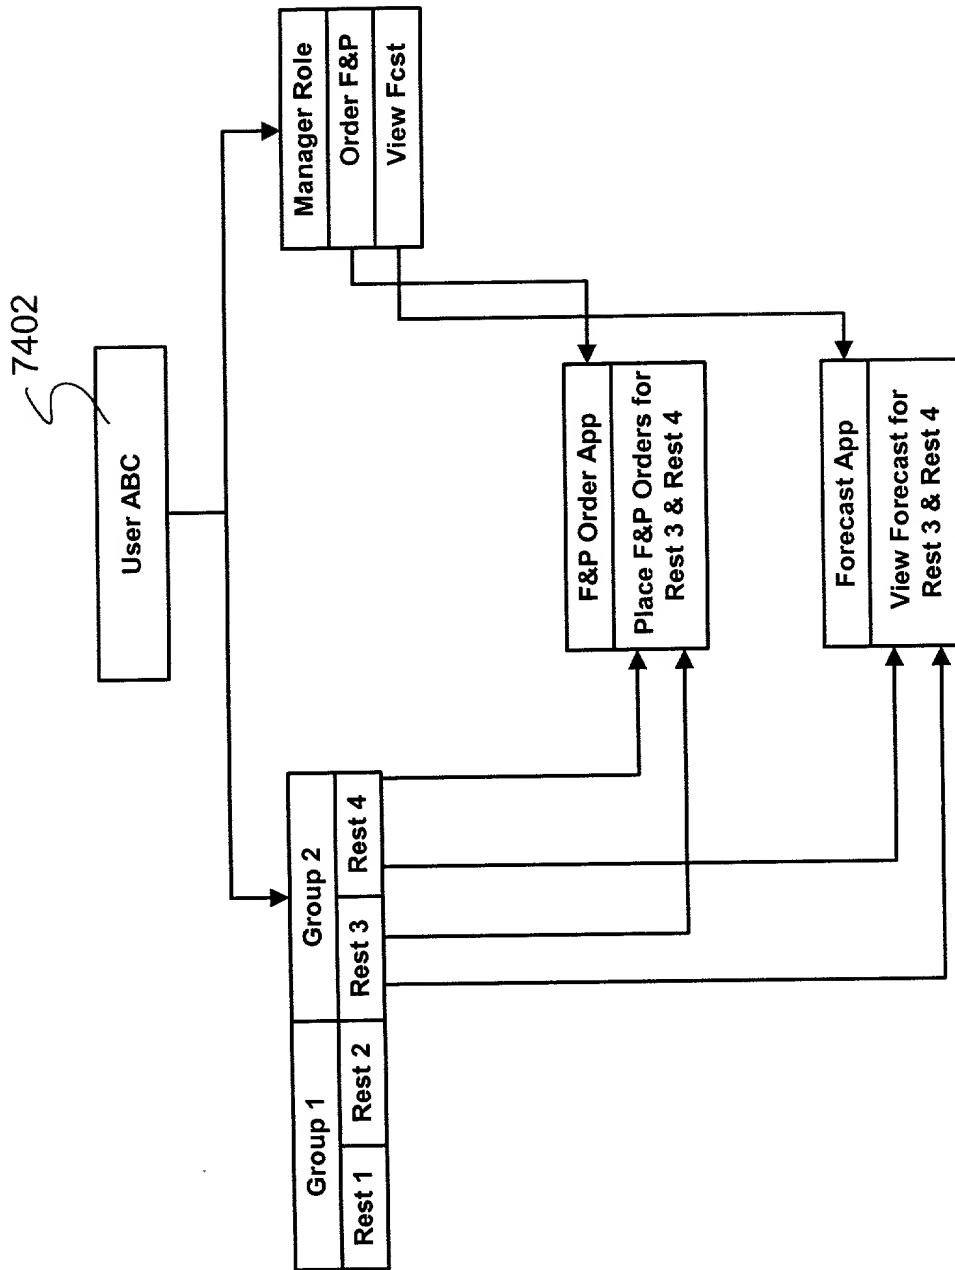 7402
User ABC
Group 1
Group 2
Rest 1
Rest 2
Rest 3
Rest 4
Manager Role
Order F&P
View Fcst
F&P Order App
Place F&P Orders for
Rest 3 & Rest 4
Forecast App
View Forecast for
Rest 3 & Rest 4